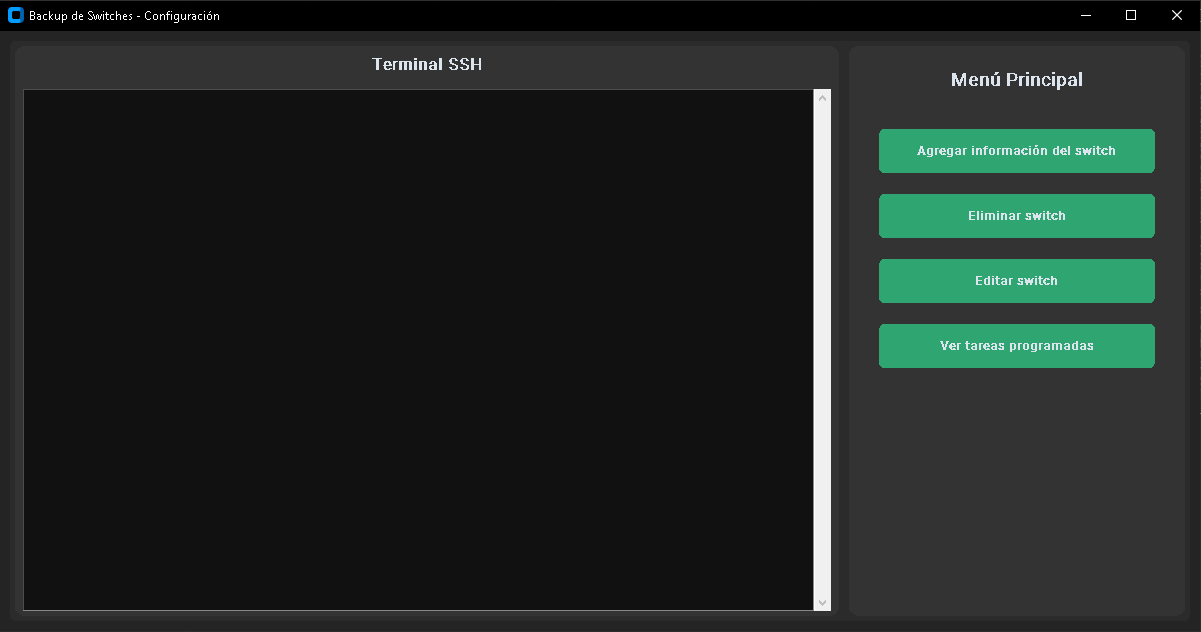 Backup de Switches - Configuración
Terminal SSH
Menú Principal
Agregar información del switch
Eliminar switch
Editar switch
Ver tareas programadas